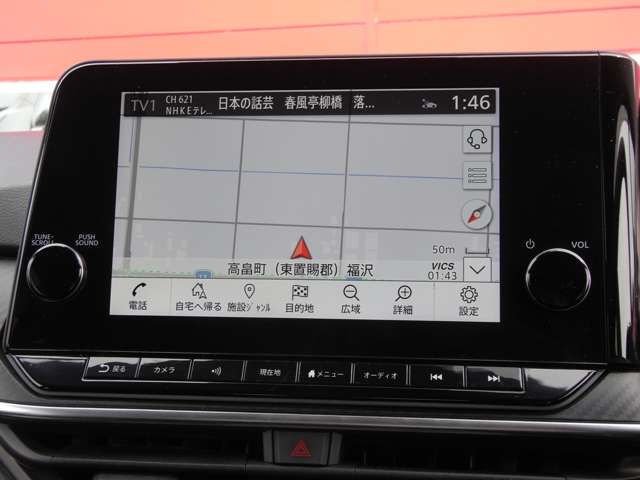 TV1 CH 621 日本の話芸 春風亭柳橋 落... 1:46
NHKEテレ...
TUNE・SCROLL
PUSH SOUND
VOL
50m
VICS
01:43
高畠町（東置賜郡）福沢
13
電話 自宅へ帰る 施設ｼﾞｬﾝﾙ 目的地 広域 詳細 設定
戻る カメラ 現在地 メニュー オーディオ